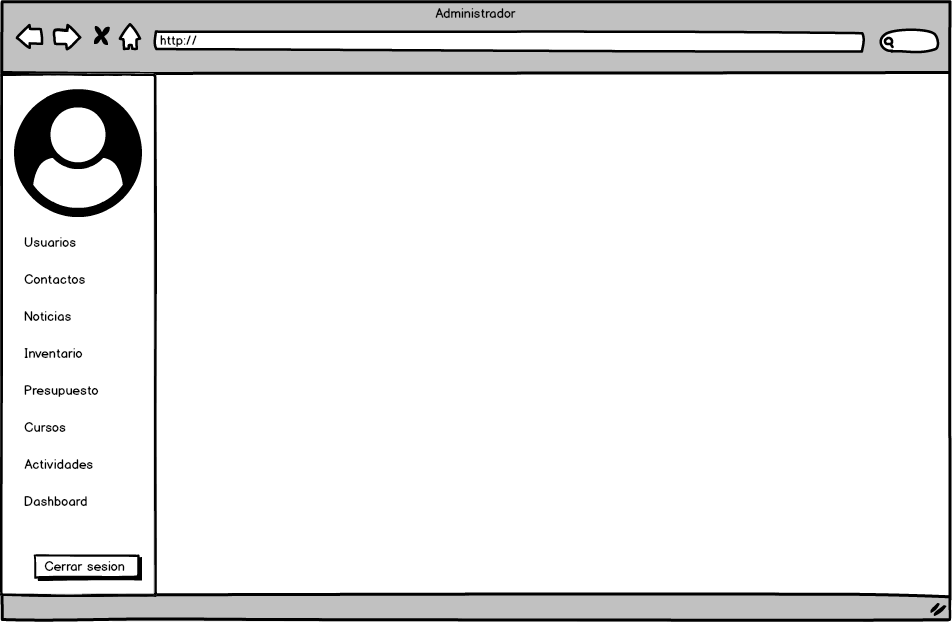 Administrador
http://
Usuarios
Contactos
Noticias
Inventario
Presupuesto
Cursos
Actividades
Dashboard
Cerrar sesion